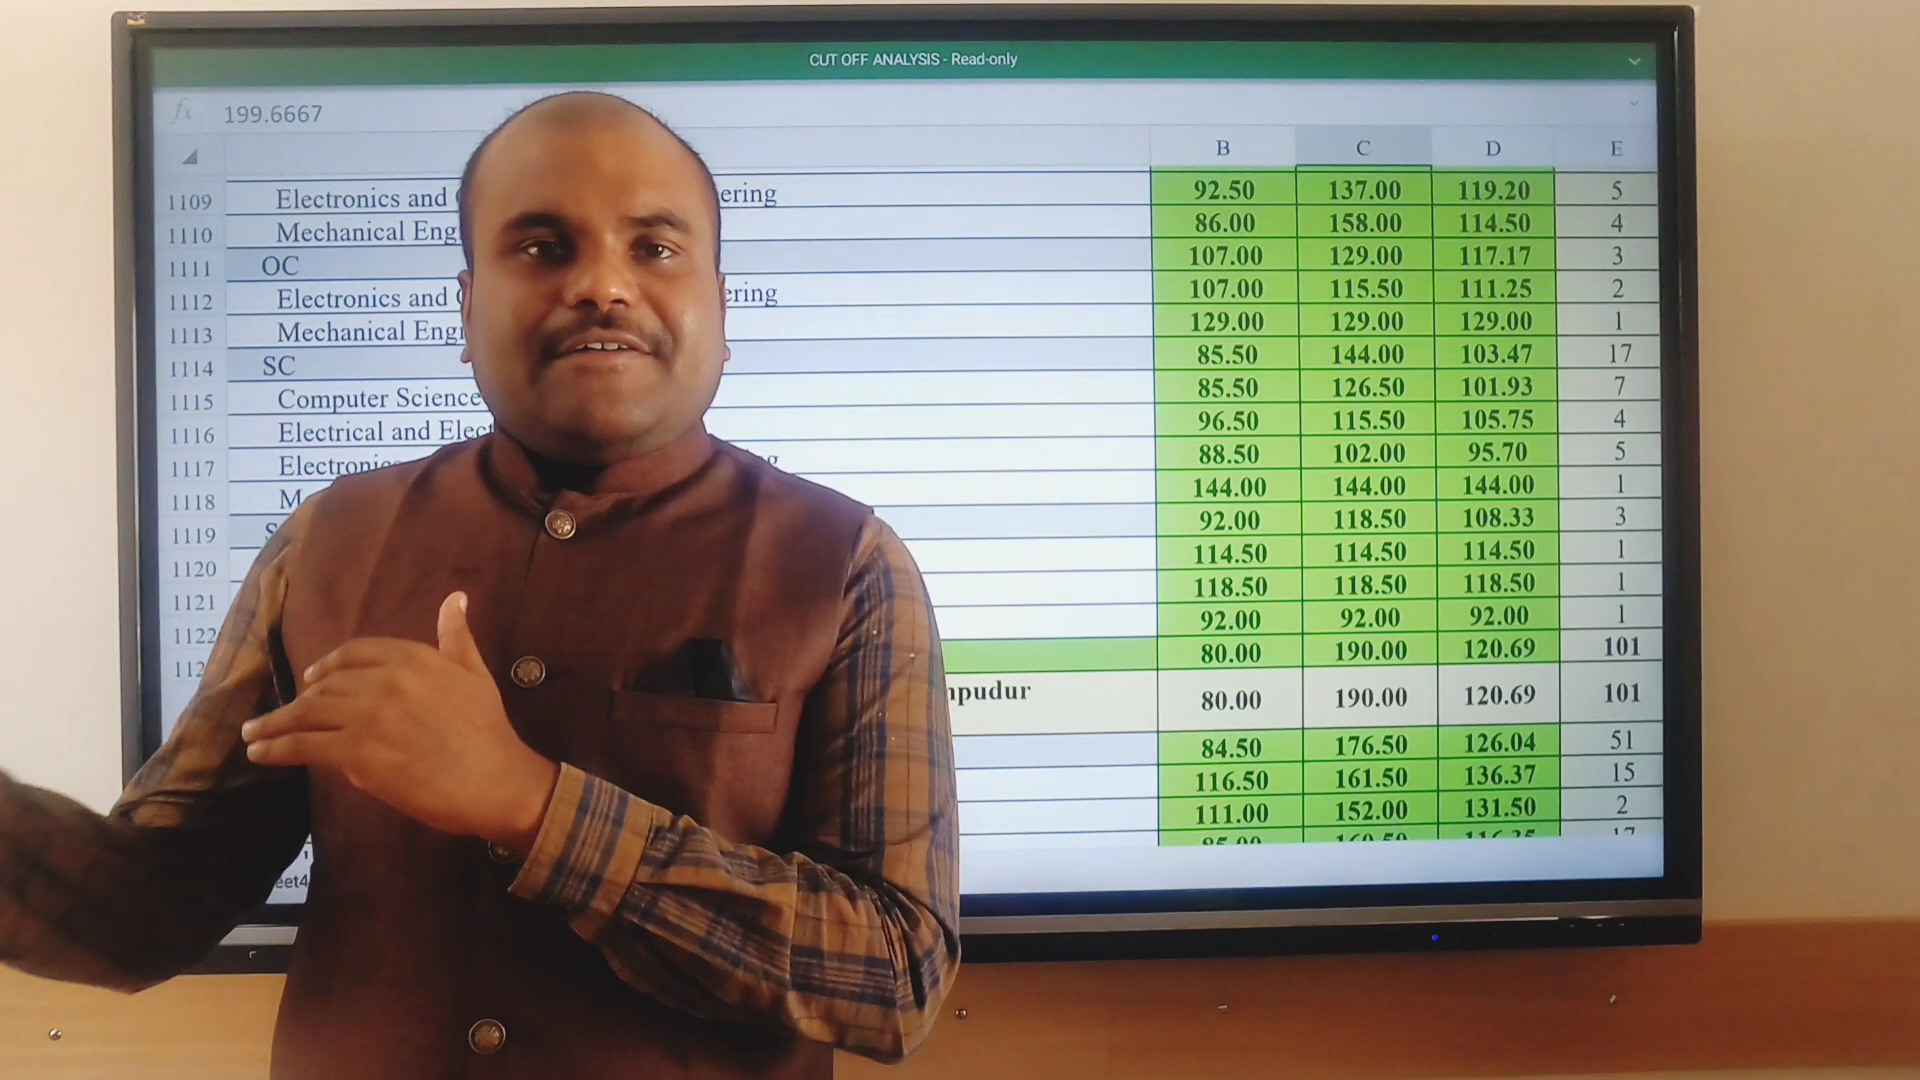 CUT OFF ANALYSIS - Read-only
fx 199.6667
B C D E
1109 Electronics and ering 92.50 137.00 119.20 5
1110 Mechanical Eng 86.00 158.00 114.50 4
1111 OC 107.00 129.00 117.17 3
1112 Electronics and ering 107.00 115.50 111.25 2
1113 Mechanical Engi 129.00 129.00 129.00 1
1114 SC 85.50 144.00 103.47 17
1115 Computer Science 85.50 126.50 101.93 7
1116 Electrical and Elect 96.50 115.50 105.75 4
1117 Electronics 88.50 102.00 95.70 5
1118 M 144.00 144.00 144.00 1
1119 S 92.00 118.50 108.33 3
1120 114.50 114.50 114.50 1
1121 118.50 118.50 118.50 1
1122 92.00 92.00 92.00 1
112 80.00 190.00 120.69 101
npudur 80.00 190.00 120.69 101
84.50 176.50 126.04 51
116.50 161.50 136.37 15
111.00 152.00 131.50 2
eet4